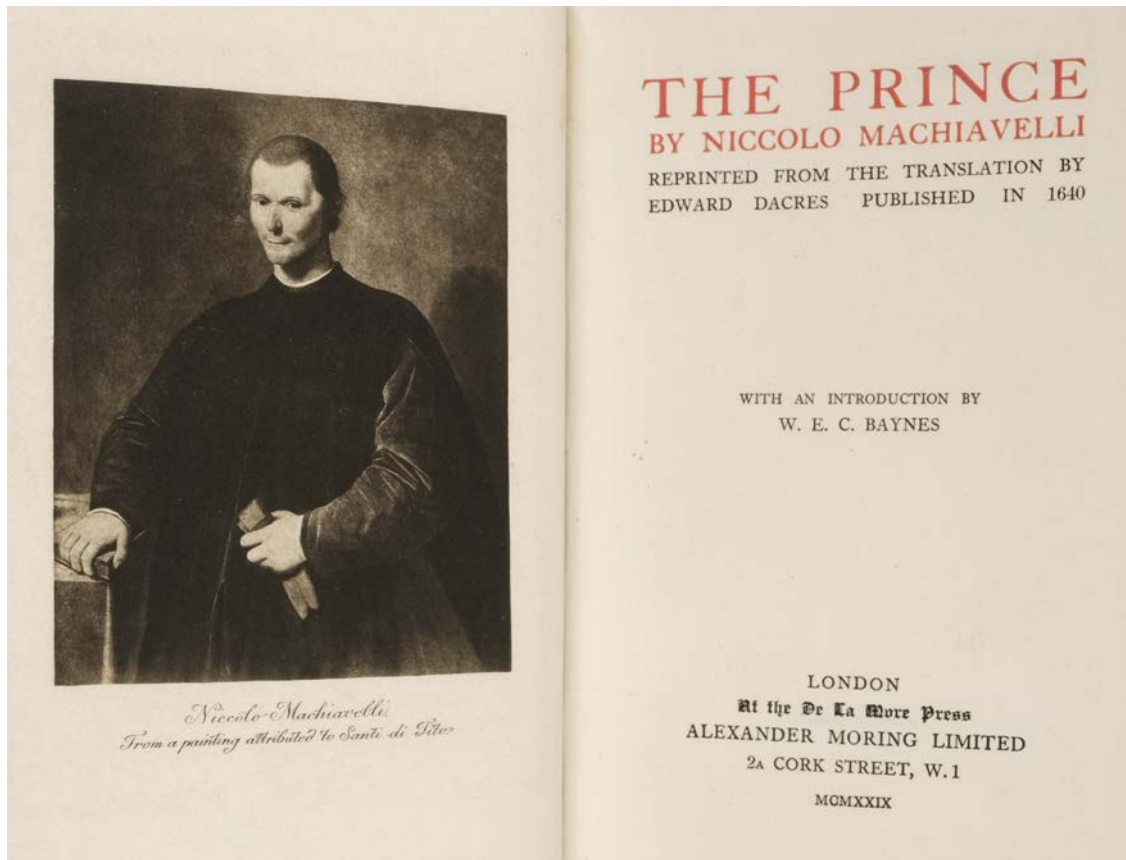 Niccolo Machiavelli
From a painting attributed to Santi di Tito
THE PRINCE
BY NICCOLO MACHIAVELLI
REPRINTED FROM THE TRANSLATION BY
EDWARD DACRES PUBLISHED IN 1640
WITH AN INTRODUCTION BY
W. E. C. BAYNES
LONDON
At the De La More Press
ALEXANDER MORING LIMITED
2A CORK STREET, W.1
MCMXXIX